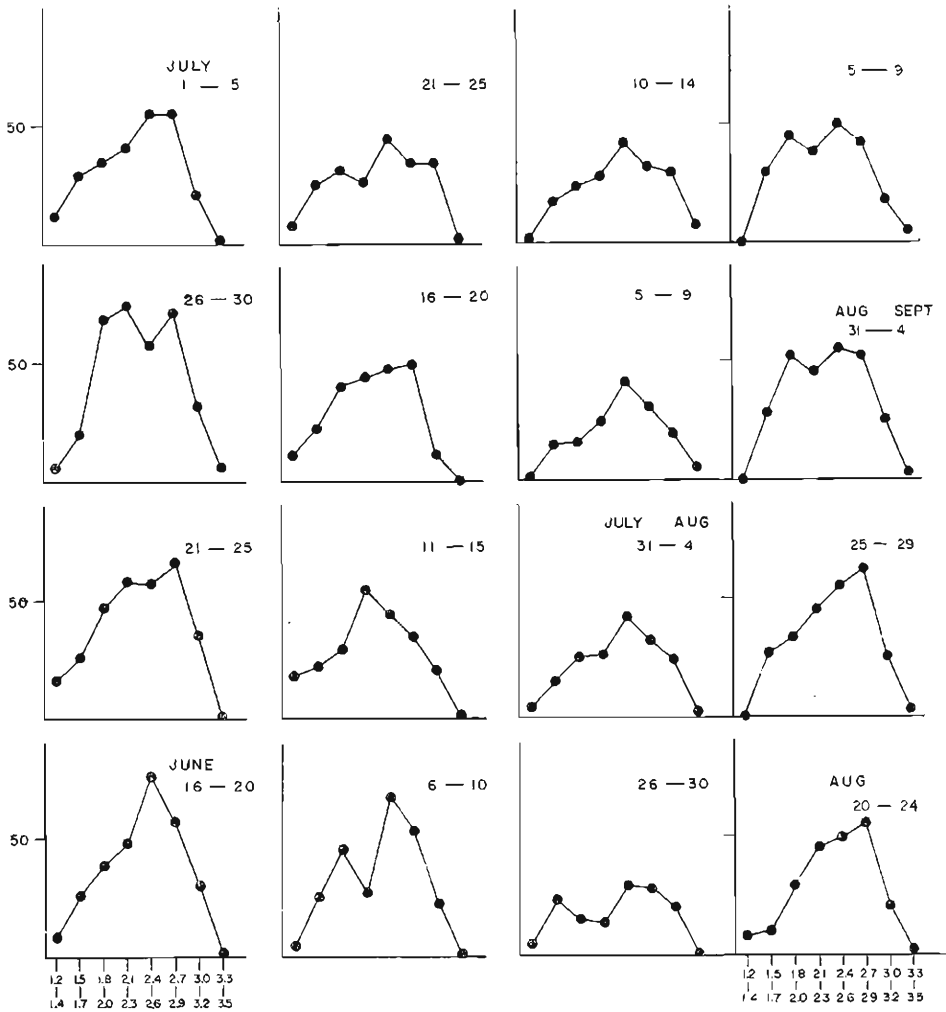 JULY
1 — 5
21 — 25
10 — 14
5 — 9
50
26 — 30
16 — 20
5 — 9
AUG SEPT
31 — 4
50
21 — 25
11 — 15
JULY AUG
31 — 4
25 — 29
50
JUNE
16 — 20
6 — 10
26 — 30
AUG
20 — 24
50
1.2 1.5 1.8 2.1 2.4 2.7 3.0 3.3
1.4 1.7 2.0 2.3 2.6 2.9 3.2 3.5
1.2 1.5 1.8 2.1 2.4 2.7 3.0 3.3
1.4 1.7 2.0 2.3 2.6 2.9 3.2 3.5